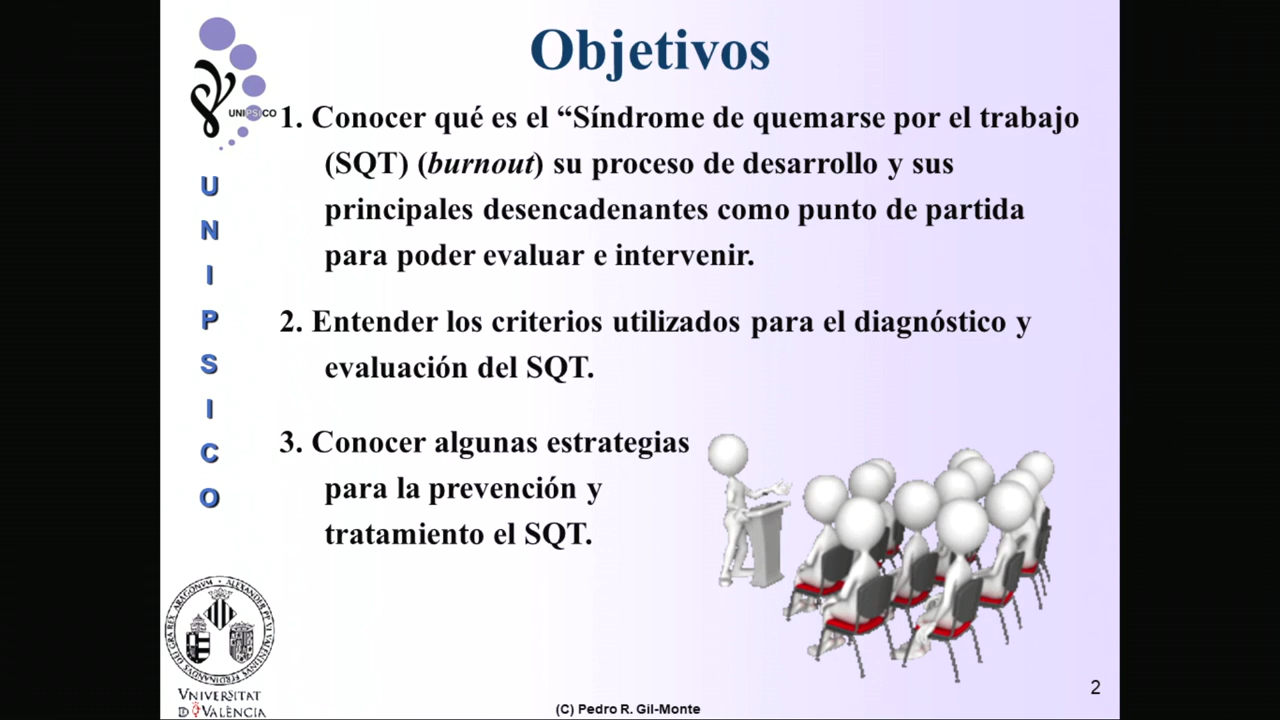 Objetivos
UNIPSICO
1. Conocer qué es el “Síndrome de quemarse por el trabajo
(SQT) (burnout) su proceso de desarrollo y sus
principales desencadenantes como punto de partida
para poder evaluar e intervenir.
2. Entender los criterios utilizados para el diagnóstico y
evaluación del SQT.
3. Conocer algunas estrategias
para la prevención y
tratamiento el SQT.
U
N
I
P
S
I
C
O
VNIVERSITAT
D VALÈNCIA
(C) Pedro R. Gil-Monte
2